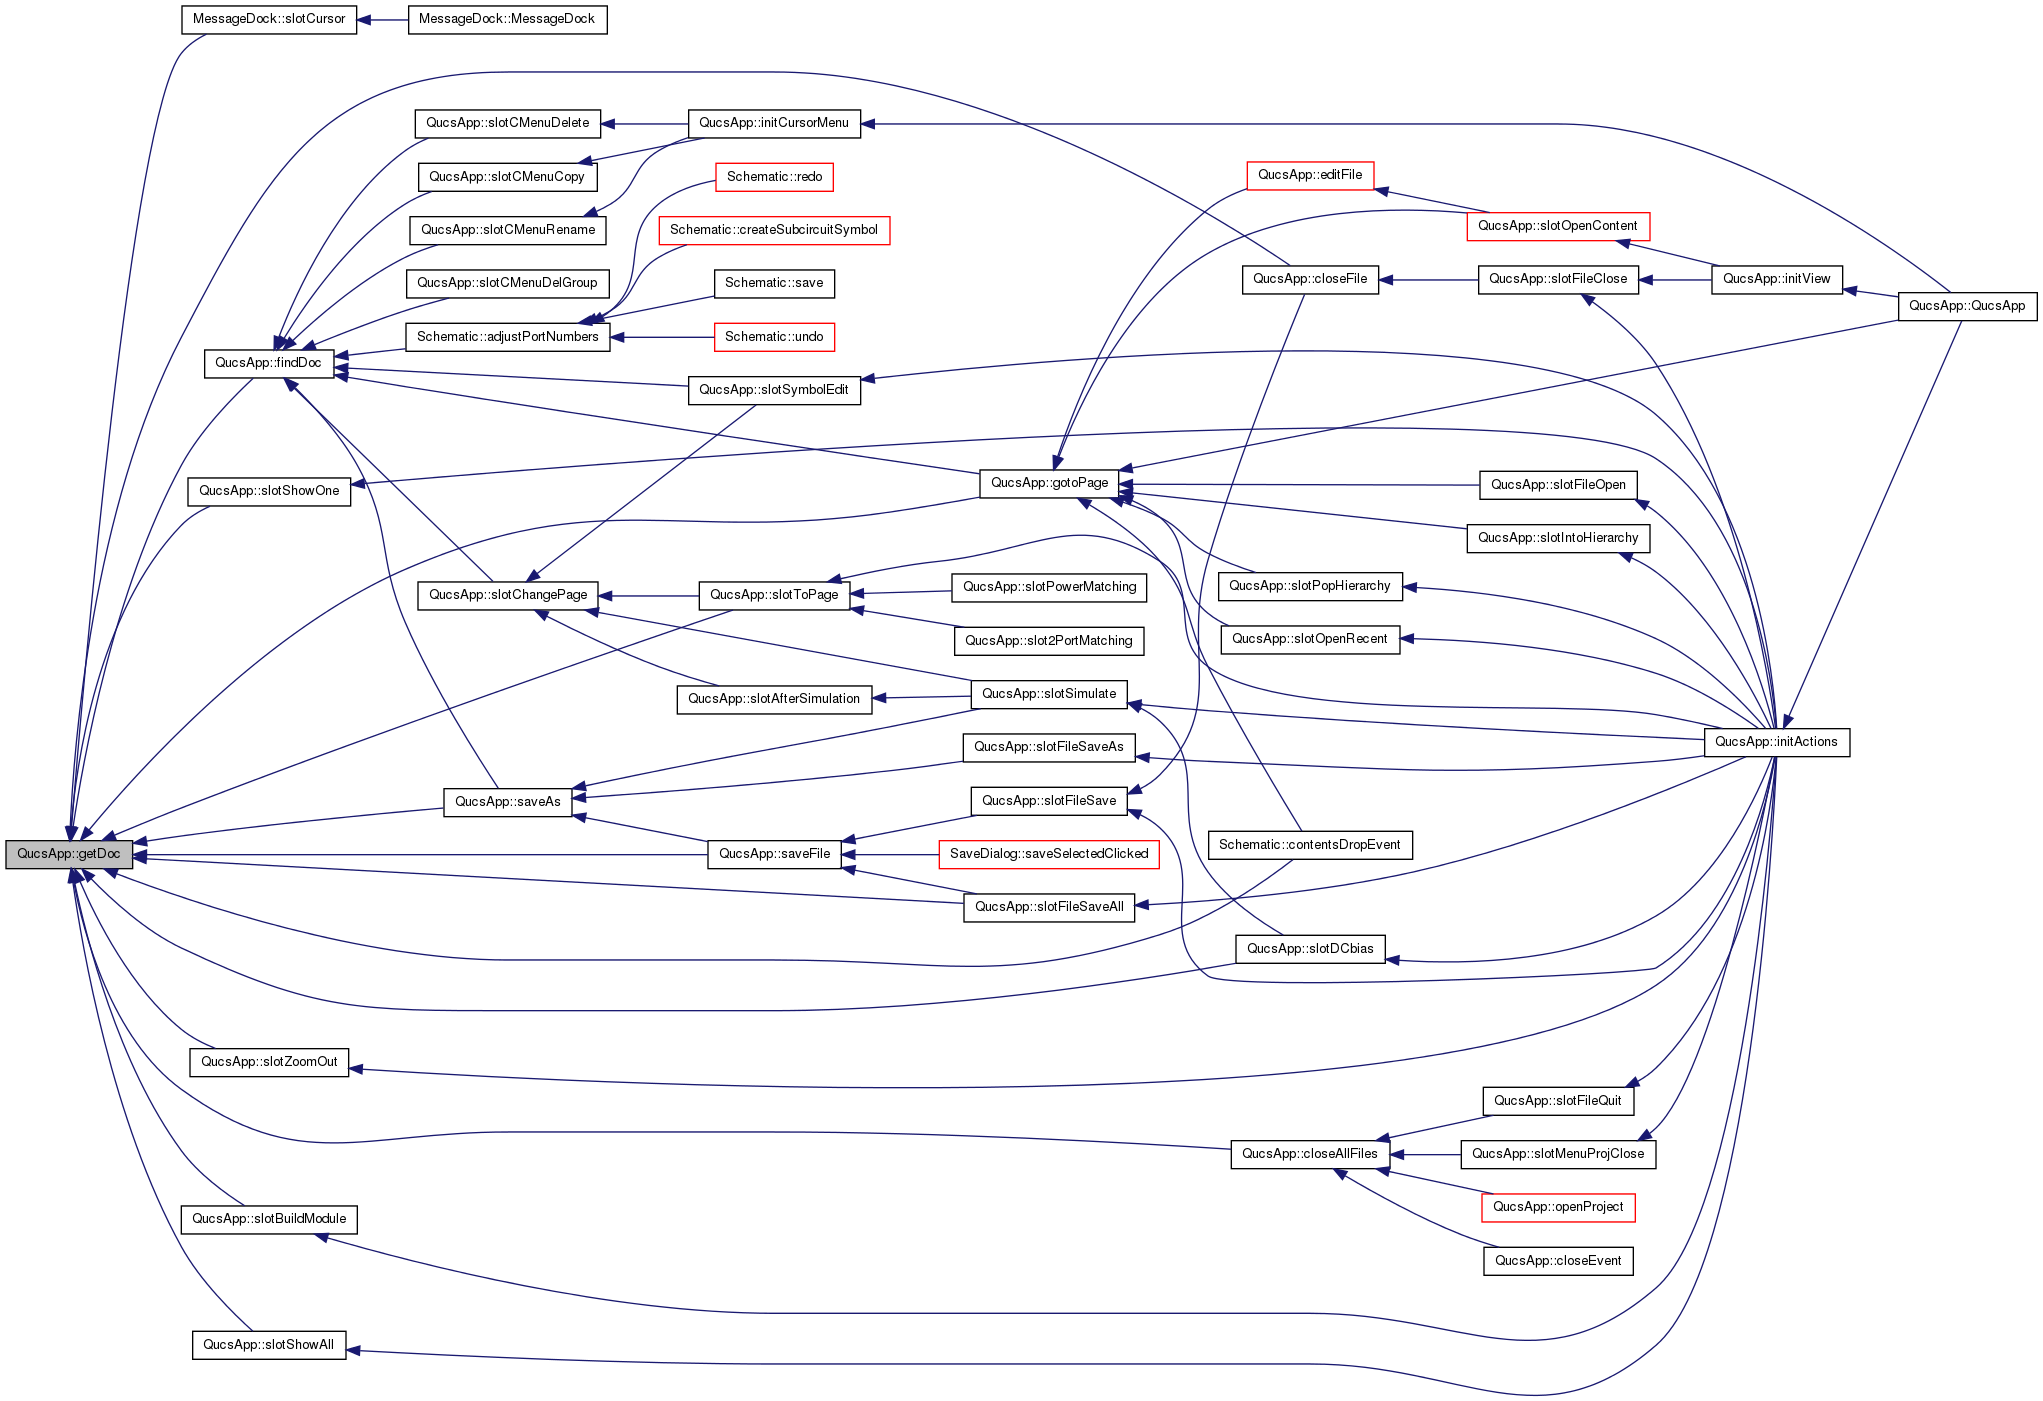 MessageDock::slotCursor
MessageDock::MessageDock
QucsApp::slotCMenuDelete
QucsApp::initCursorMenu
QucsApp::slotCMenuCopy
Schematic::redo
QucsApp::editFile
QucsApp::slotCMenuRename
Schematic::createSubcircuitSymbol
QucsApp::slotOpenContent
QucsApp::slotCMenuDelGroup
Schematic::save
QucsApp::closeFile
QucsApp::slotFileClose
QucsApp::initView
QucsApp::QucsApp
Schematic::adjustPortNumbers
Schematic::undo
QucsApp::findDoc
QucsApp::slotSymbolEdit
QucsApp::slotShowOne
QucsApp::gotoPage
QucsApp::slotFileOpen
QucsApp::slotIntoHierarchy
QucsApp::slotChangePage
QucsApp::slotToPage
QucsApp::slotPowerMatching
QucsApp::slotPopHierarchy
QucsApp::slot2PortMatching
QucsApp::slotOpenRecent
QucsApp::slotAfterSimulation
QucsApp::slotSimulate
QucsApp::slotFileSaveAs
QucsApp::initActions
QucsApp::saveAs
QucsApp::slotFileSave
QucsApp::getDoc
QucsApp::saveFile
SaveDialog::saveSelectedClicked
Schematic::contentsDropEvent
QucsApp::slotFileSaveAll
QucsApp::slotDCbias
QucsApp::slotZoomOut
QucsApp::slotFileQuit
QucsApp::closeAllFiles
QucsApp::slotMenuProjClose
QucsApp::openProject
QucsApp::slotBuildModule
QucsApp::closeEvent
QucsApp::slotShowAll